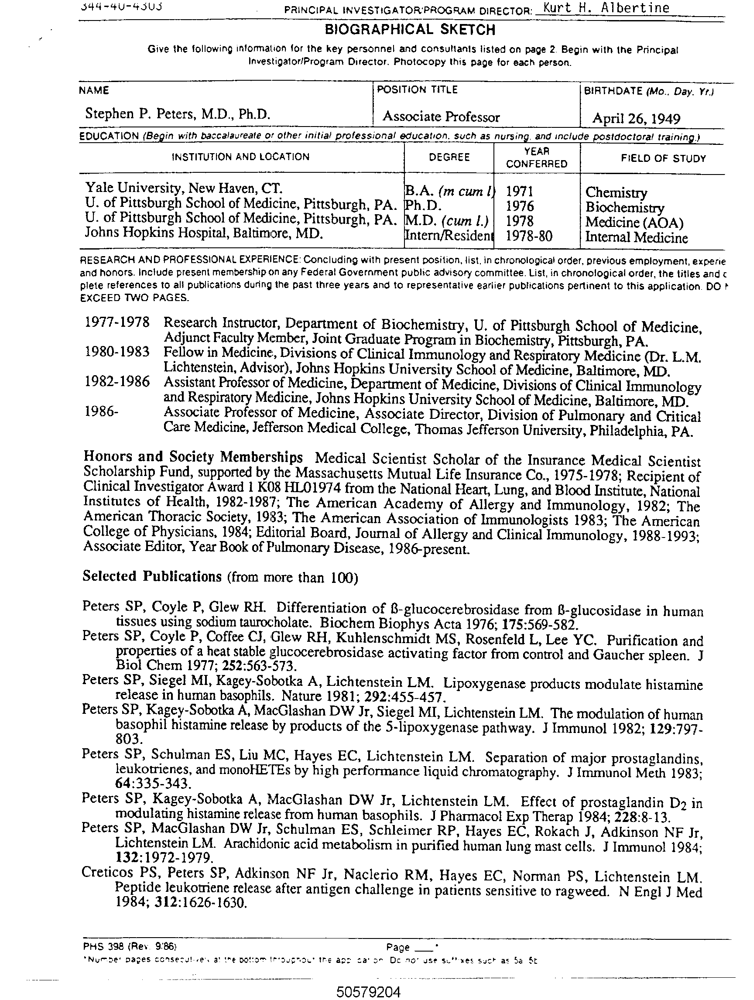 344-40-4303
PRINCIPAL INVESTIGATOR/PROGRAM DIRECTOR: Kurt H. Albertine
BIOGRAPHICAL SKETCH
Give the following information for the key personnel and consultants listed on page 2. Begin with the Principal
Investigator/Program Director. Photocopy this page for each person.
NAME POSITION TITLE BIRTHDATE (Mo., Day, Yr.)
Stephen P. Peters, M.D., Ph.D. Associate Professor April 26, 1949
EDUCATION (Begin with baccalaureate or other initial professional education, such as nursing, and include postdoctoral training.)
INSTITUTION AND LOCATION DEGREE YEAR CONFERRED FIELD OF STUDY
Yale University, New Haven, CT. B.A. (m cum l) 1971 Chemistry
U. of Pittsburgh School of Medicine, Pittsburgh, PA. Ph.D. 1976 Biochemistry
U. of Pittsburgh School of Medicine, Pittsburgh, PA. M.D. (cum l.) 1978 Medicine (AOA)
Johns Hopkins Hospital, Baltimore, MD. Intern/Resident 1978-80 Internal Medicine
RESEARCH AND PROFESSIONAL EXPERIENCE: Concluding with present position, list, in chronological order, previous employment, experie
and honors. Include present membership on any Federal Government public advisory committee. List, in chronological order, the titles and c
plete references to all publications during the past three years and to representative earlier publications pertinent to this application. DO
EXCEED TWO PAGES.
1977-1978 Research Instructor, Department of Biochemistry, U. of Pittsburgh School of Medicine,
Adjunct Faculty Member, Joint Graduate Program in Biochemistry, Pittsburgh, PA.
1980-1983 Fellow in Medicine, Divisions of Clinical Immunology and Respiratory Medicine (Dr. L.M.
Lichtenstein, Advisor), Johns Hopkins University School of Medicine, Baltimore, MD.
1982-1986 Assistant Professor of Medicine, Department of Medicine, Divisions of Clinical Immunology
and Respiratory Medicine, Johns Hopkins University School of Medicine, Baltimore, MD.
1986- Associate Professor of Medicine, Associate Director, Division of Pulmonary and Critical
Care Medicine, Jefferson Medical College, Thomas Jefferson University, Philadelphia, PA.
Honors and Society Memberships Medical Scientist Scholar of the Insurance Medical Scientist
Scholarship Fund, supported by the Massachusetts Mutual Life Insurance Co., 1975-1978; Recipient of
Clinical Investigator Award 1 K08 HL01974 from the National Heart, Lung, and Blood Institute, National
Institutes of Health, 1982-1987; The American Academy of Allergy and Immunology, 1982; The
American Thoracic Society, 1983; The American Association of Immunologists 1983; The American
College of Physicians, 1984; Editorial Board, Journal of Allergy and Clinical Immunology, 1988-1993;
Associate Editor, Year Book of Pulmonary Disease, 1986-present.
Selected Publications (from more than 100)
Peters SP, Coyle P, Glew RH. Differentiation of ß-glucocerebrosidase from ß-glucosidase in human
tissues using sodium taurocholate. Biochem Biophys Acta 1976; 175:569-582.
Peters SP, Coyle P, Coffee CJ, Glew RH, Kuhlenschmidt MS, Rosenfeld L, Lee YC. Purification and
properties of a heat stable glucocerebrosidase activating factor from control and Gaucher spleen. J
Biol Chem 1977; 252:563-573.
Peters SP, Siegel MI, Kagey-Sobotka A, Lichtenstein LM. Lipoxygenase products modulate histamine
release in human basophils. Nature 1981; 292:455-457.
Peters SP, Kagey-Sobotka A, MacGlashan DW Jr, Siegel MI, Lichtenstein LM. The modulation of human
basophil histamine release by products of the 5-lipoxygenase pathway. J Immunol 1982; 129:797-
803.
Peters SP, Schulman ES, Liu MC, Hayes EC, Lichtenstein LM. Separation of major prostaglandins,
leukotrienes, and monoHETEs by high performance liquid chromatography. J Immunol Meth 1983;
64:335-343.
Peters SP, Kagey-Sobotka A, MacGlashan DW Jr, Lichtenstein LM. Effect of prostaglandin D2 in
modulating histamine release from human basophils. J Pharmacol Exp Therap 1984; 228:8-13.
Peters SP, MacGlashan DW Jr, Schulman ES, Schleimer RP, Hayes EC, Rokach J, Adkinson NF Jr,
Lichtenstein LM. Arachidonic acid metabolism in purified human lung mast cells. J Immunol 1984;
132:1972-1979.
Creticos PS, Peters SP, Adkinson NF Jr, Naclerio RM, Hayes EC, Norman PS, Lichtenstein LM.
Peptide leukotriene release after antigen challenge in patients sensitive to ragweed. N Engl J Med
1984; 312:1626-1630.
PHS 398 (Rev. 9/86) Page ___*
*Number pages consecutively at the bottom throughout the application. Do not use suffixes such as 5a, 5b.
50579204